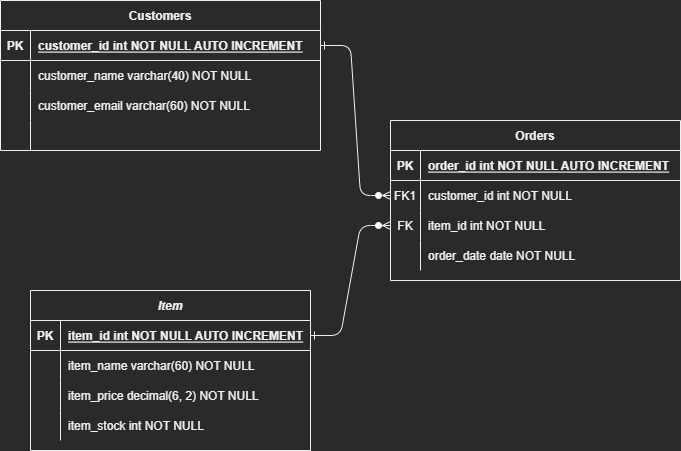 Customers
PK customer_id int NOT NULL AUTO INCREMENT
customer_name varchar(40) NOT NULL
customer_email varchar(60) NOT NULL
Orders
PK order_id int NOT NULL AUTO INCREMENT
FK1 customer_id int NOT NULL
FK item_id int NOT NULL
order_date date NOT NULL
Item
PK item_id int NOT NULL AUTO INCREMENT
item_name varchar(60) NOT NULL
item_price decimal(6, 2) NOT NULL
item_stock int NOT NULL